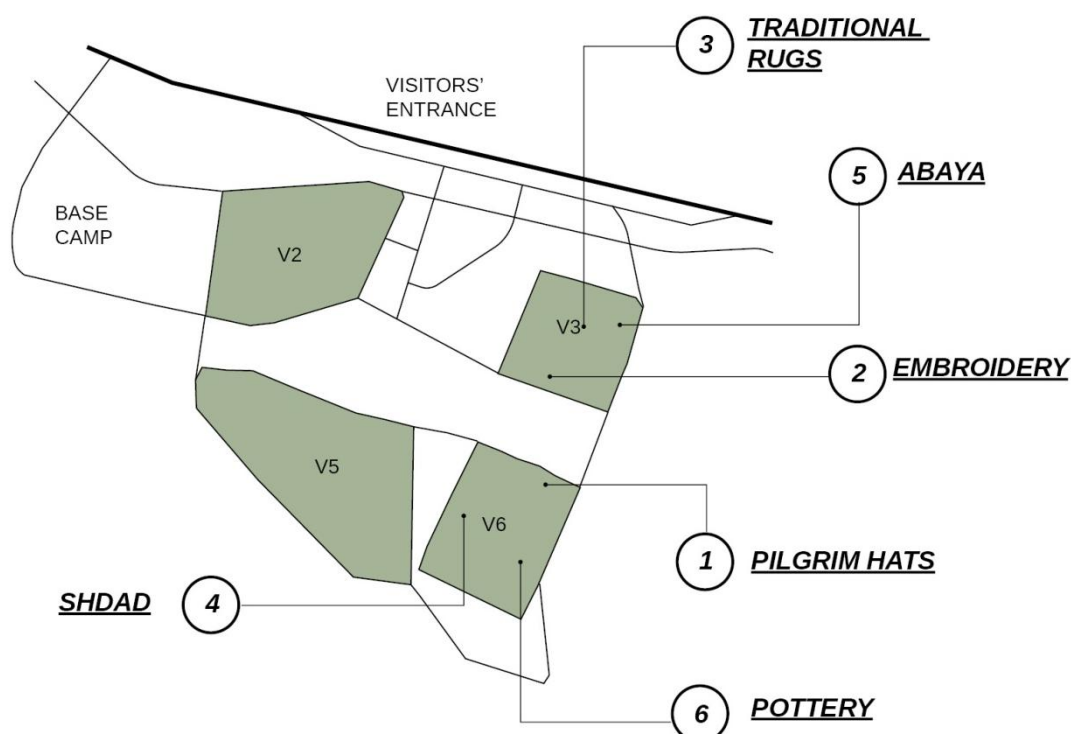 3
TRADITIONAL
RUGS
VISITORS'
ENTRANCE
5
ABAYA
BASE
CAMP
V2
V3
2
EMBROIDERY
V5
V6
1
PILGRIM HATS
SHDAD
4
6
POTTERY